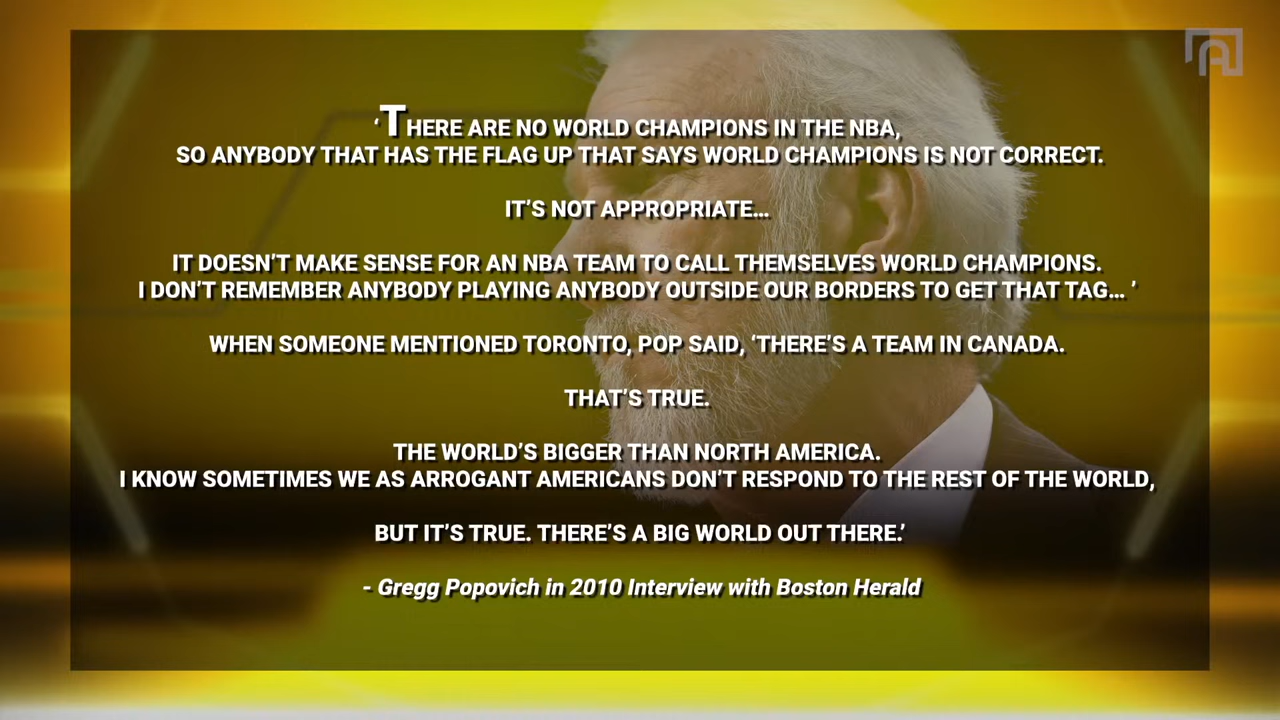 ‘THERE ARE NO WORLD CHAMPIONS IN THE NBA,
SO ANYBODY THAT HAS THE FLAG UP THAT SAYS WORLD CHAMPIONS IS NOT CORRECT.
IT’S NOT APPROPRIATE…
IT DOESN’T MAKE SENSE FOR AN NBA TEAM TO CALL THEMSELVES WORLD CHAMPIONS.
I DON’T REMEMBER ANYBODY PLAYING ANYBODY OUTSIDE OUR BORDERS TO GET THAT TAG… ’
WHEN SOMEONE MENTIONED TORONTO, POP SAID, ‘THERE’S A TEAM IN CANADA.
THAT’S TRUE.
THE WORLD’S BIGGER THAN NORTH AMERICA.
I KNOW SOMETIMES WE AS ARROGANT AMERICANS DON’T RESPOND TO THE REST OF THE WORLD,
BUT IT’S TRUE. THERE’S A BIG WORLD OUT THERE.’
- Gregg Popovich in 2010 Interview with Boston Herald